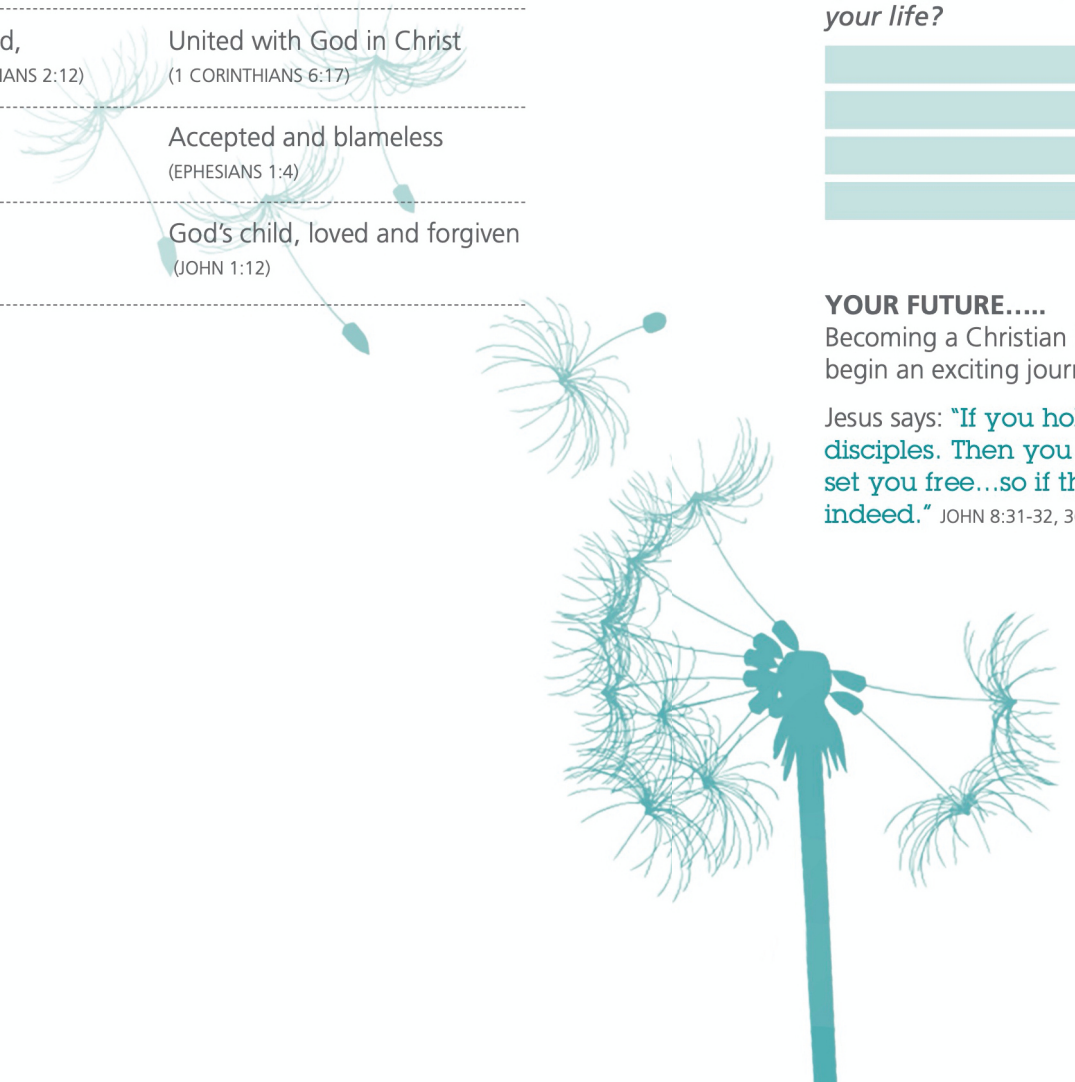 d,
IANS 2:12)
United with God in Christ
(1 CORINTHIANS 6:17)
Accepted and blameless
(EPHESIANS 1:4)
God's child, loved and forgiven
(JOHN 1:12)
your life?
YOUR FUTURE.....
Becoming a Christian
begin an exciting jour
Jesus says: "If you ho
disciples. Then you
set you free...so if th
indeed." JOHN 8:31-32, 3